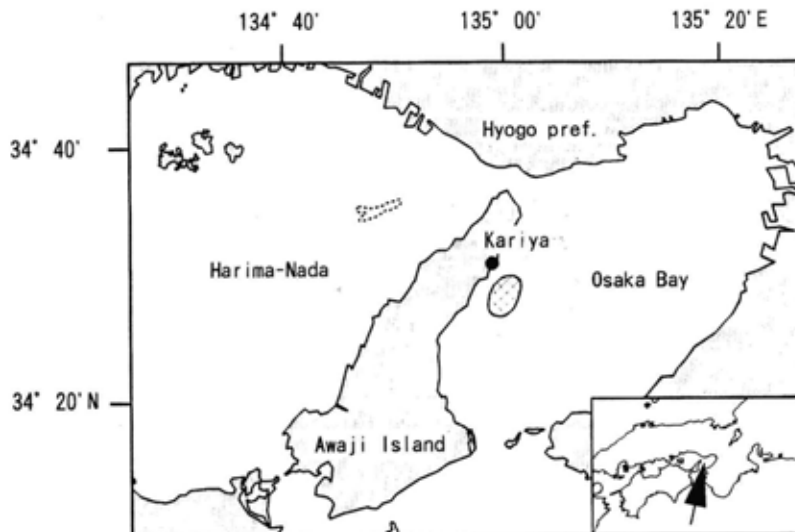 134° 40'
135° 00'
135° 20' E
34° 40'
Hyogo pref.
Kariya
Harima-Nada
Osaka Bay
34° 20' N
Awaji Island